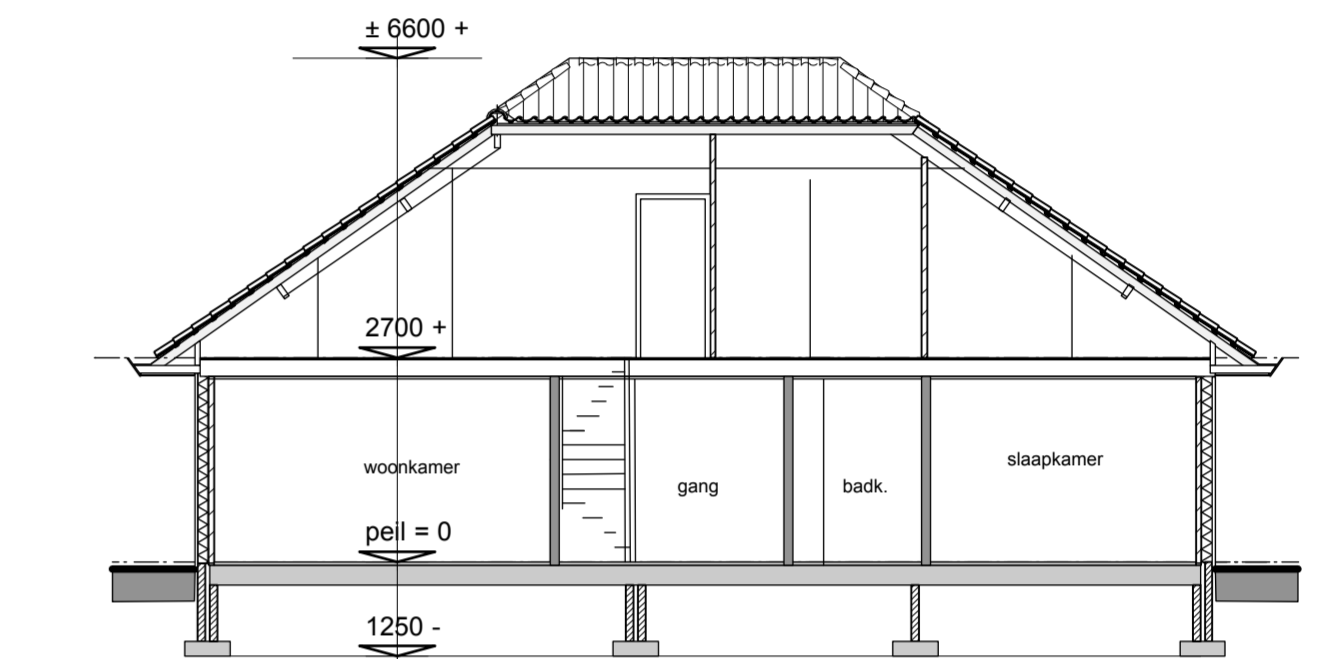 ± 6600 +
2700 +
woonkamer
gang
badk.
slaapkamer
peil = 0
1250 -